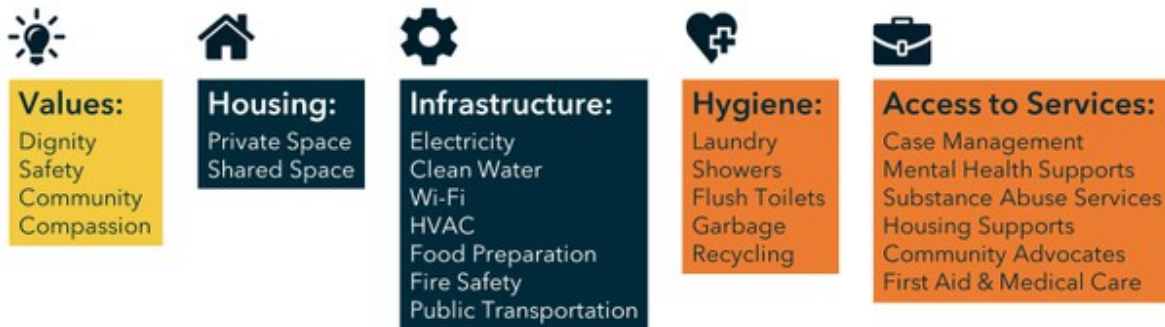 Values:
Dignity
Safety
Community
Compassion
Housing:
Private Space
Shared Space
Infrastructure:
Electricity
Clean Water
Wi-Fi
HVAC
Food Preparation
Fire Safety
Public Transportation
Hygiene:
Laundry
Showers
Flush Toilets
Garbage
Recycling
Access to Services:
Case Management
Mental Health Supports
Substance Abuse Services
Housing Supports
Community Advocates
First Aid & Medical Care